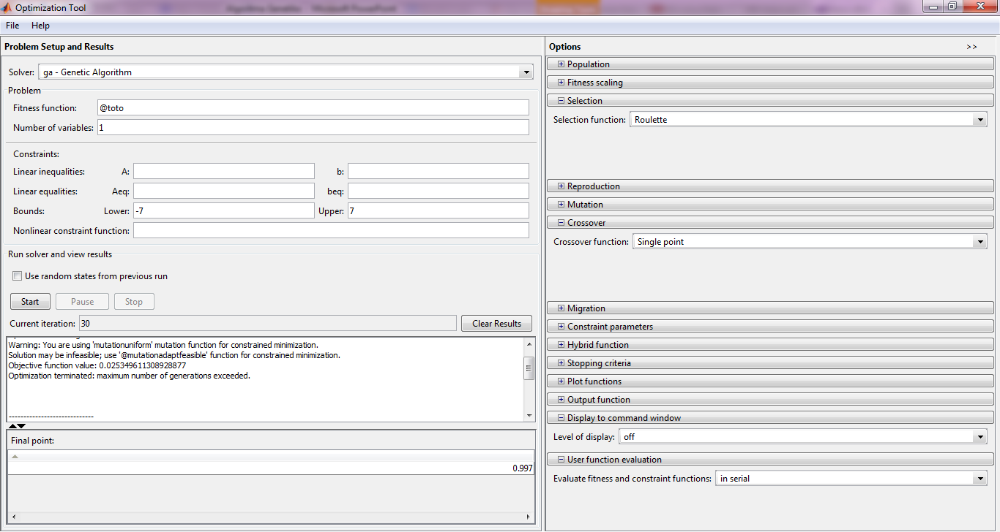 Optimization Tool
File Help
Problem Setup and Results
Solver: ga - Genetic Algorithm
Problem
Fitness function: @toto
Number of variables: 1
Constraints:
Linear inequalities: A: b:
Linear equalities: Aeq: beq:
Bounds: Lower: -7 Upper: 7
Nonlinear constraint function:
Run solver and view results
Use random states from previous run
Start Pause Stop
Current iteration: 30 Clear Results
Warning: You are using 'mutationuniform' mutation function for constrained minimization.
Solution may be infeasible; use '@mutationadaptfeasible' function for constrained minimization.
Objective function value: 0.025349611308928877
Optimization terminated: maximum number of generations exceeded.
-----------------------------
Final point:
0.997
Options >>
Population
Fitness scaling
Selection
Selection function: Roulette
Reproduction
Mutation
Crossover
Crossover function: Single point
Migration
Constraint parameters
Hybrid function
Stopping criteria
Plot functions
Output function
Display to command window
Level of display: off
User function evaluation
Evaluate fitness and constraint functions: in serial